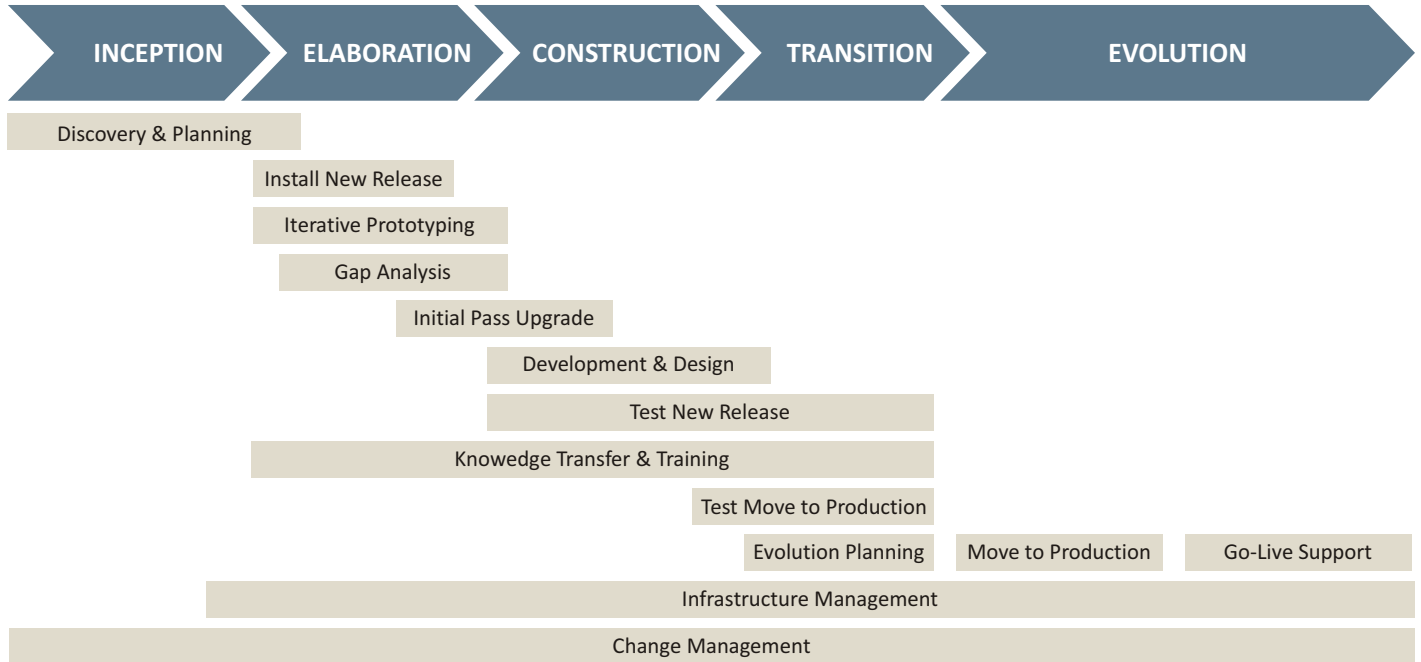 INCEPTION
ELABORATION
CONSTRUCTION
TRANSITION
EVOLUTION
Discovery & Planning
Install New Release
Iterative Prototyping
Gap Analysis
Initial Pass Upgrade
Development & Design
Test New Release
Knowedge Transfer & Training
Test Move to Production
Evolution Planning
Move to Production
Go-Live Support
Infrastructure Management
Change Management